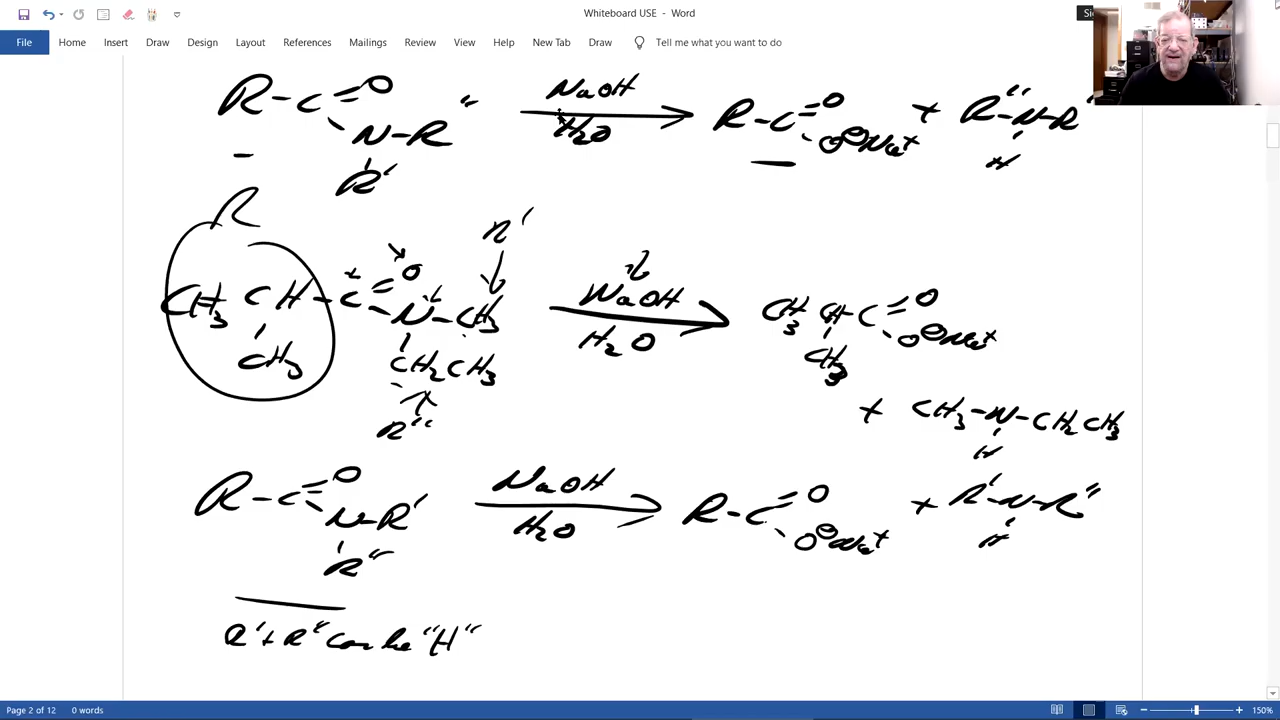 Whiteboard USE - Word
File Home Insert Draw Design Layout References Mailings Review View Help New Tab Draw Tell me what you want to do
R-C=O NaOH R-C=O + R"-N-R'
N-R" H2O O⊖Na+ H
R'
R R'
CH3 CH-C=O NaOH CH3 CH-C=O
N-CH3 H2O O⊖Na+
CH3 CH2CH3 CH3
R" + CH3-N-CH2CH3
H
R-C=O NaOH R-C=O + R'-N-R"
N-R' H2O O⊖Na+ H
R"
R'+R" can be "H"
Page 2 of 12 0 words 150%